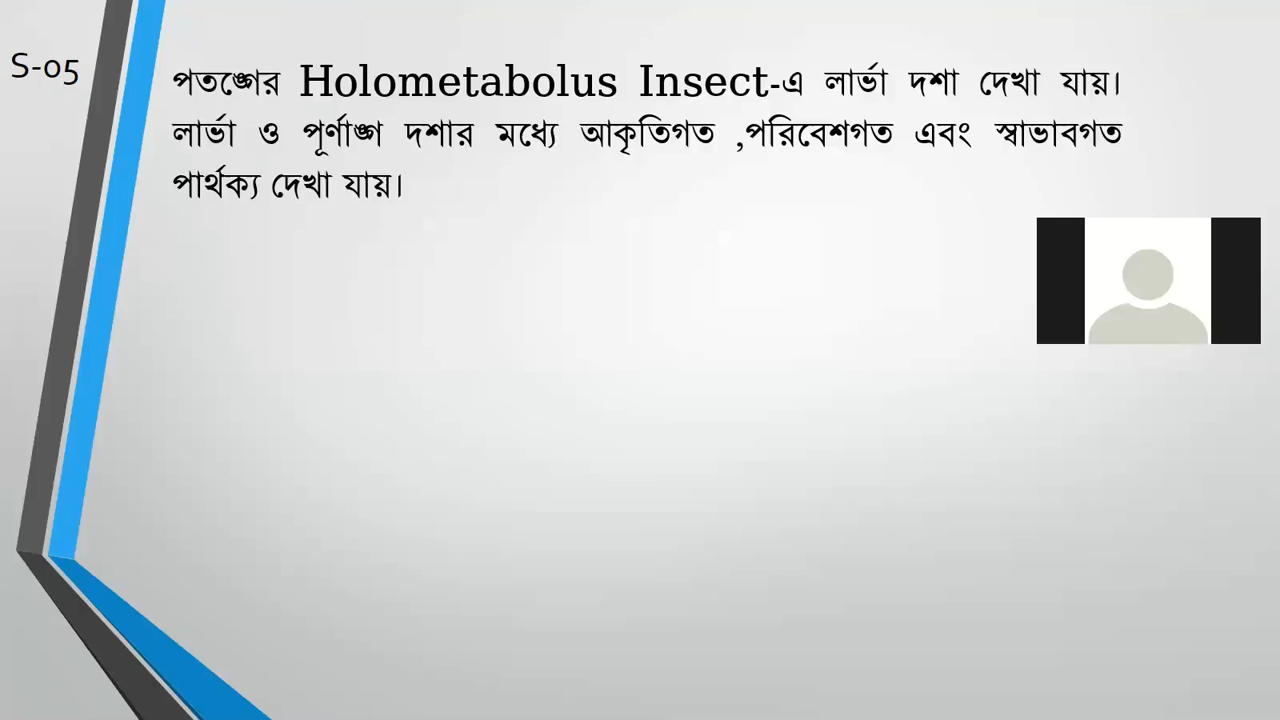 S-05
পতঙ্গের Holometabolus Insect-এ লার্ভা দশা দেখা যায়।
লার্ভা ও পূর্ণাঙ্গ দশার মধ্যে আকৃতিগত ,পরিবেশগত এবং স্বাভাবগত
পার্থক্য দেখা যায়।